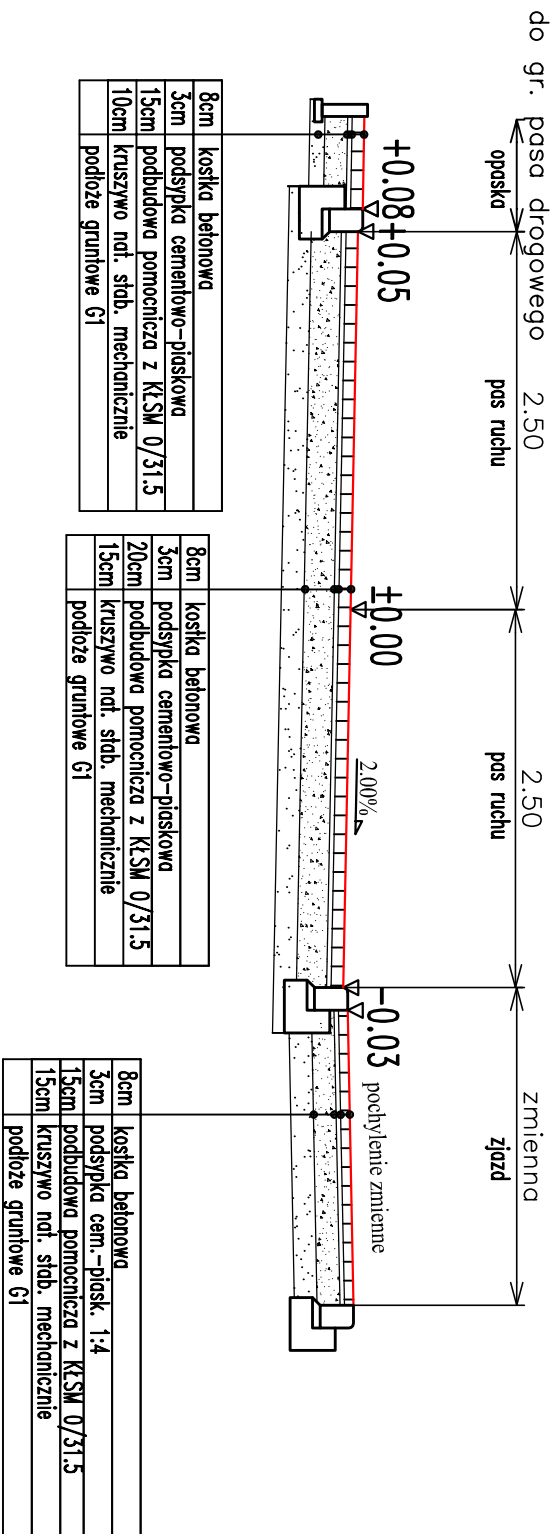 do gr. pasa drogowego
2.50
2.50
zmienna
opaska
pas ruchu
pas ruchu
zjazd
+0.08
+0.05
±0.00
2.00%
-0.03
pochylenie zmienne
8cm kostka betonowa
3cm podsypka cementowo-piaskowa
15cm podbudowa pomocnicza z KŁSM 0/31.5
10cm kruszywo nat. stab. mechanicznie
podłoże gruntowe G1
8cm kostka betonowa
3cm podsypka cementowo-piaskowa
20cm podbudowa pomocnicza z KŁSM 0/31.5
15cm kruszywo nat. stab. mechanicznie
podłoże gruntowe G1
8cm kostka betonowa
3cm podsypka cem.-piask. 1:4
15cm podbudowa pomocnicza z KŁSM 0/31.5
15cm kruszywo nat. stab. mechanicznie
podłoże gruntowe G1